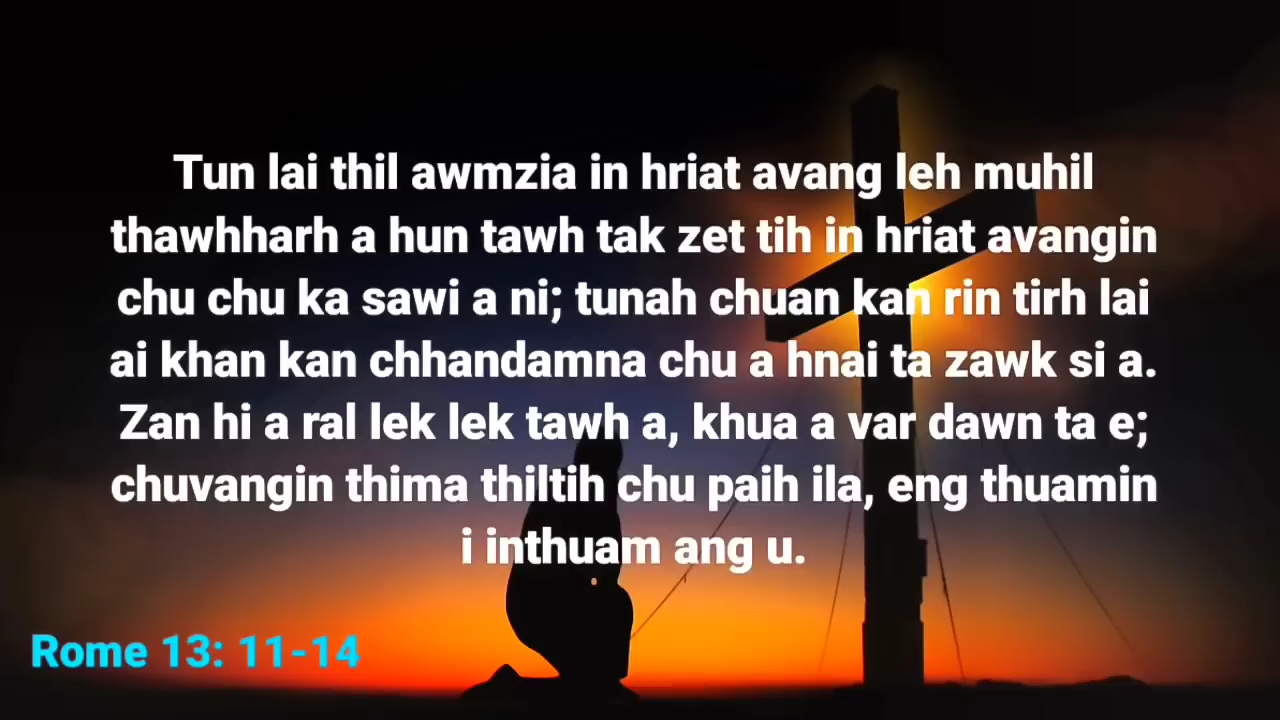 Tun lai thil awmzia in hriat avang leh muhil
thawhharh a hun tawh tak zet tih in hriat avangin
chu chu ka sawi a ni; tunah chuan kan rin tirh lai
ai khan kan chhandamna chu a hnai ta zawk si a.
Zan hi a ral lek lek tawh a, khua a var dawn ta e;
chuvangin thima thiltih chu paih ila, eng thuamin
i inthuam ang u.
Rome 13: 11-14